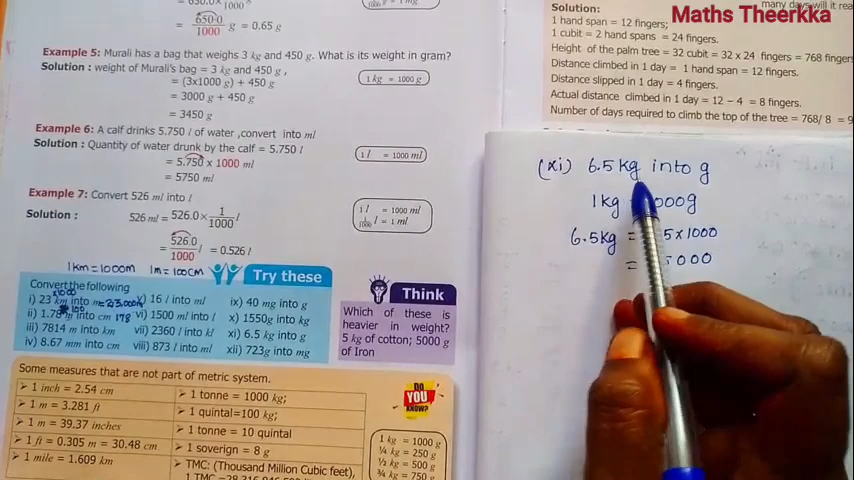 = 650.0 / 1000 = 0.65 g
Example 5: Murali has a bag that weighs 3 kg and 450 g. What is its weight in gram?
Solution : weight of Murali's bag = 3 kg and 450 g ,
1 kg = 1000 g
= (3x1000 g) + 450 g
= 3000 g + 450 g
= 3450 g
Example 6: A calf drinks 5.750 l of water ,convert into ml
Solution : Quantity of water drunk by the calf = 5.750 l
1 l = 1000 ml
= 5.750 x 1000 ml
= 5750 ml
Example 7: Convert 526 ml into l
Solution :
526 ml = 526.0 × 1/1000 l
1 l = 1000 ml
1/1000 l = 1 ml
= 526.0/1000 l = 0.526 l
1km=1000m 1m=100cm
Try these
Convert the following
x1000
i) 23 km into m = 23,000
v) 16 l into ml
ix) 40 mg into g
ii) 1.78 m into cm 178
vi) 1500 ml into l
x) 1550g into kg
iii) 7814 m into km
vii) 2360 l into kl
xi) 6.5 kg into g
iv) 8.67 mm into cm
viii) 873 l into ml
xii) 723g into mg
Think
Which of these is
heavier in weight?
5 kg of cotton; 5000 g
of Iron
Some measures that are not part of metric system.
➤ 1 inch = 2.54 cm
➤ 1 tonne = 1000 kg;
➤ 1 m = 3.281 ft
➤ 1 quintal=100 kg;
➤ 1 m = 39.37 inches
➤ 1 tonne = 10 quintal
➤ 1 ft = 0.305 m = 30.48 cm
➤ 1 soverign = 8 g
➤ 1 mile = 1.609 km
➤ TMC: (Thousand Million Cubic feet),
DO
YOU
KNOW?
1 kg = 1000 g
¼ kg = 250 g
½ kg = 500 g
¾ kg = 750 g
Solution:
Maths Theerkka
1 hand span = 12 fingers;
1 cubit = 2 hand spans = 24 fingers.
Height of the palm tree = 32 cubit = 32 x 24 fingers = 768 fingers
Distance climbed in 1 day = 1 hand span = 12 fingers.
Distance slipped in 1 day = 4 fingers.
Actual distance climbed in 1 day = 12 – 4 = 8 fingers.
Number of days required to climb the top of the tree = 768/ 8 = 9
(xi) 6.5 kg into g
1kg 000g
6.5kg = 5 x 1000
= 5000